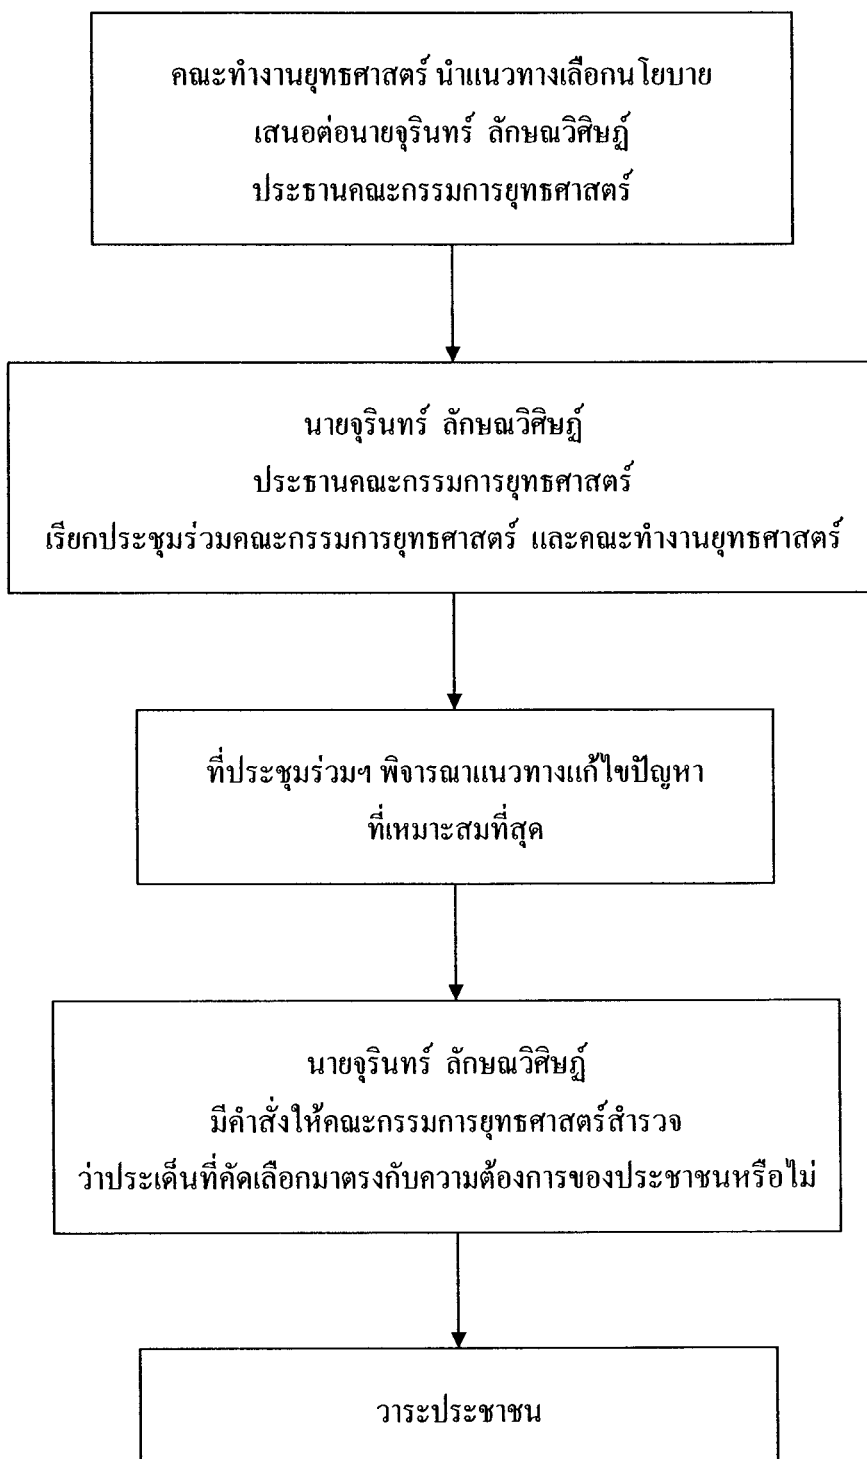 คณะทำงานยุทธศาสตร์ นำแนวทางเลือกนโยบาย
เสนอต่อนายจุรินทร์ ลักษณวิศิษฏ์
ประธานคณะกรรมการยุทธศาสตร์
นายจุรินทร์ ลักษณวิศิษฏ์
ประธานคณะกรรมการยุทธศาสตร์
เรียกประชุมร่วมคณะกรรมการยุทธศาสตร์ และคณะทำงานยุทธศาสตร์
ที่ประชุมร่วมฯ พิจารณาแนวทางแก้ไขปัญหา
ที่เหมาะสมที่สุด
นายจุรินทร์ ลักษณวิศิษฏ์
มีคำสั่งให้คณะกรรมการยุทธศาสตร์สำรวจ
ว่าประเด็นที่คัดเลือกมาตรงกับความต้องการของประชาชนหรือไม่
วาระประชาชน